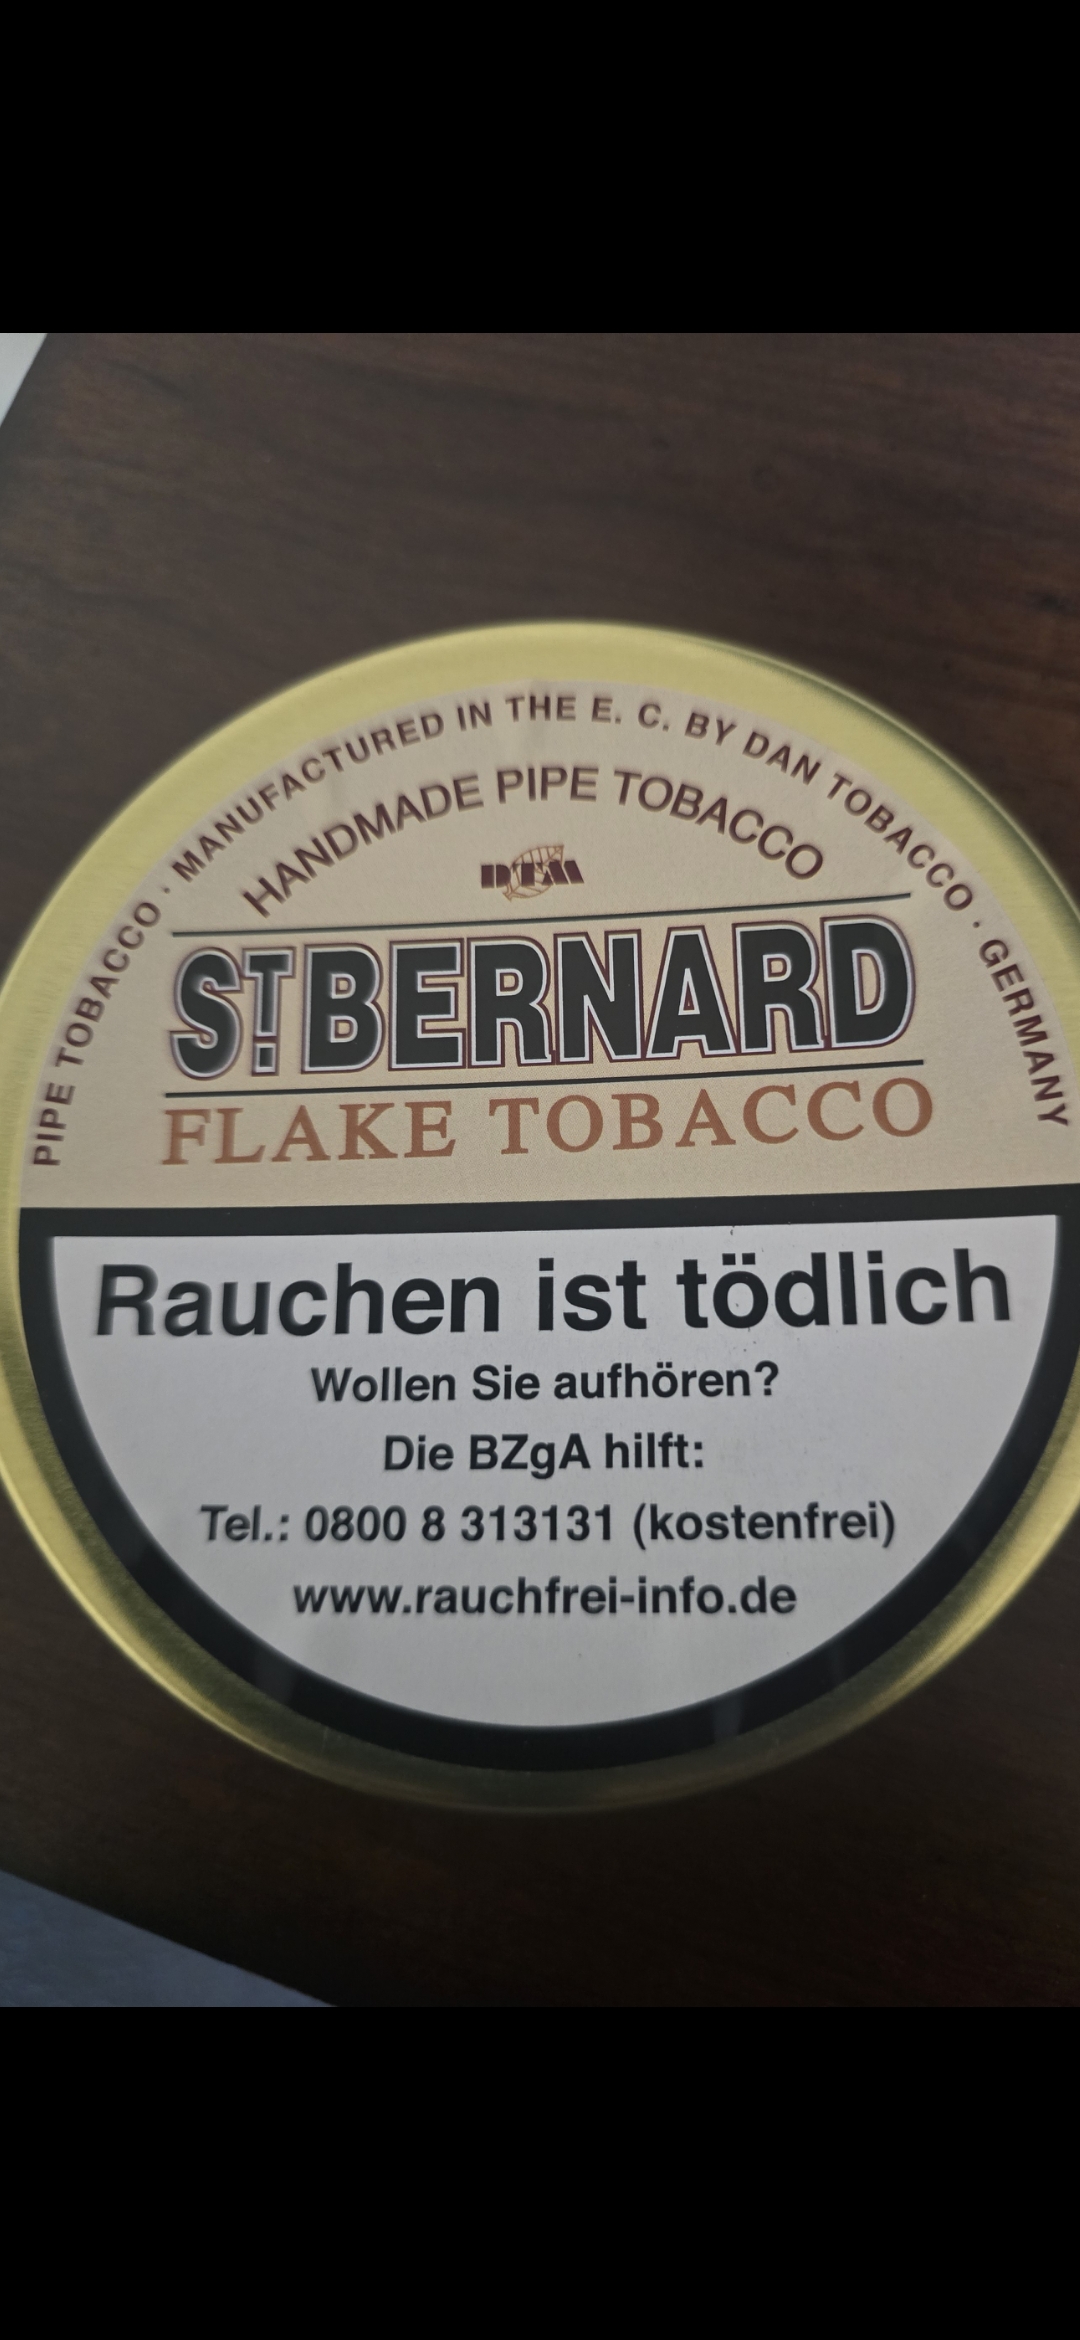 PIPE TOBACCO · MANUFACTURED IN THE E. C. BY DAN TOBACCO · GERMANY
HANDMADE PIPE TOBACCO
DTM
ST. BERNARD
FLAKE TOBACCO
Rauchen ist tödlich
Wollen Sie aufhören?
Die BZgA hilft:
Tel.: 0800 8 313131 (kostenfrei)
www.rauchfrei-info.de